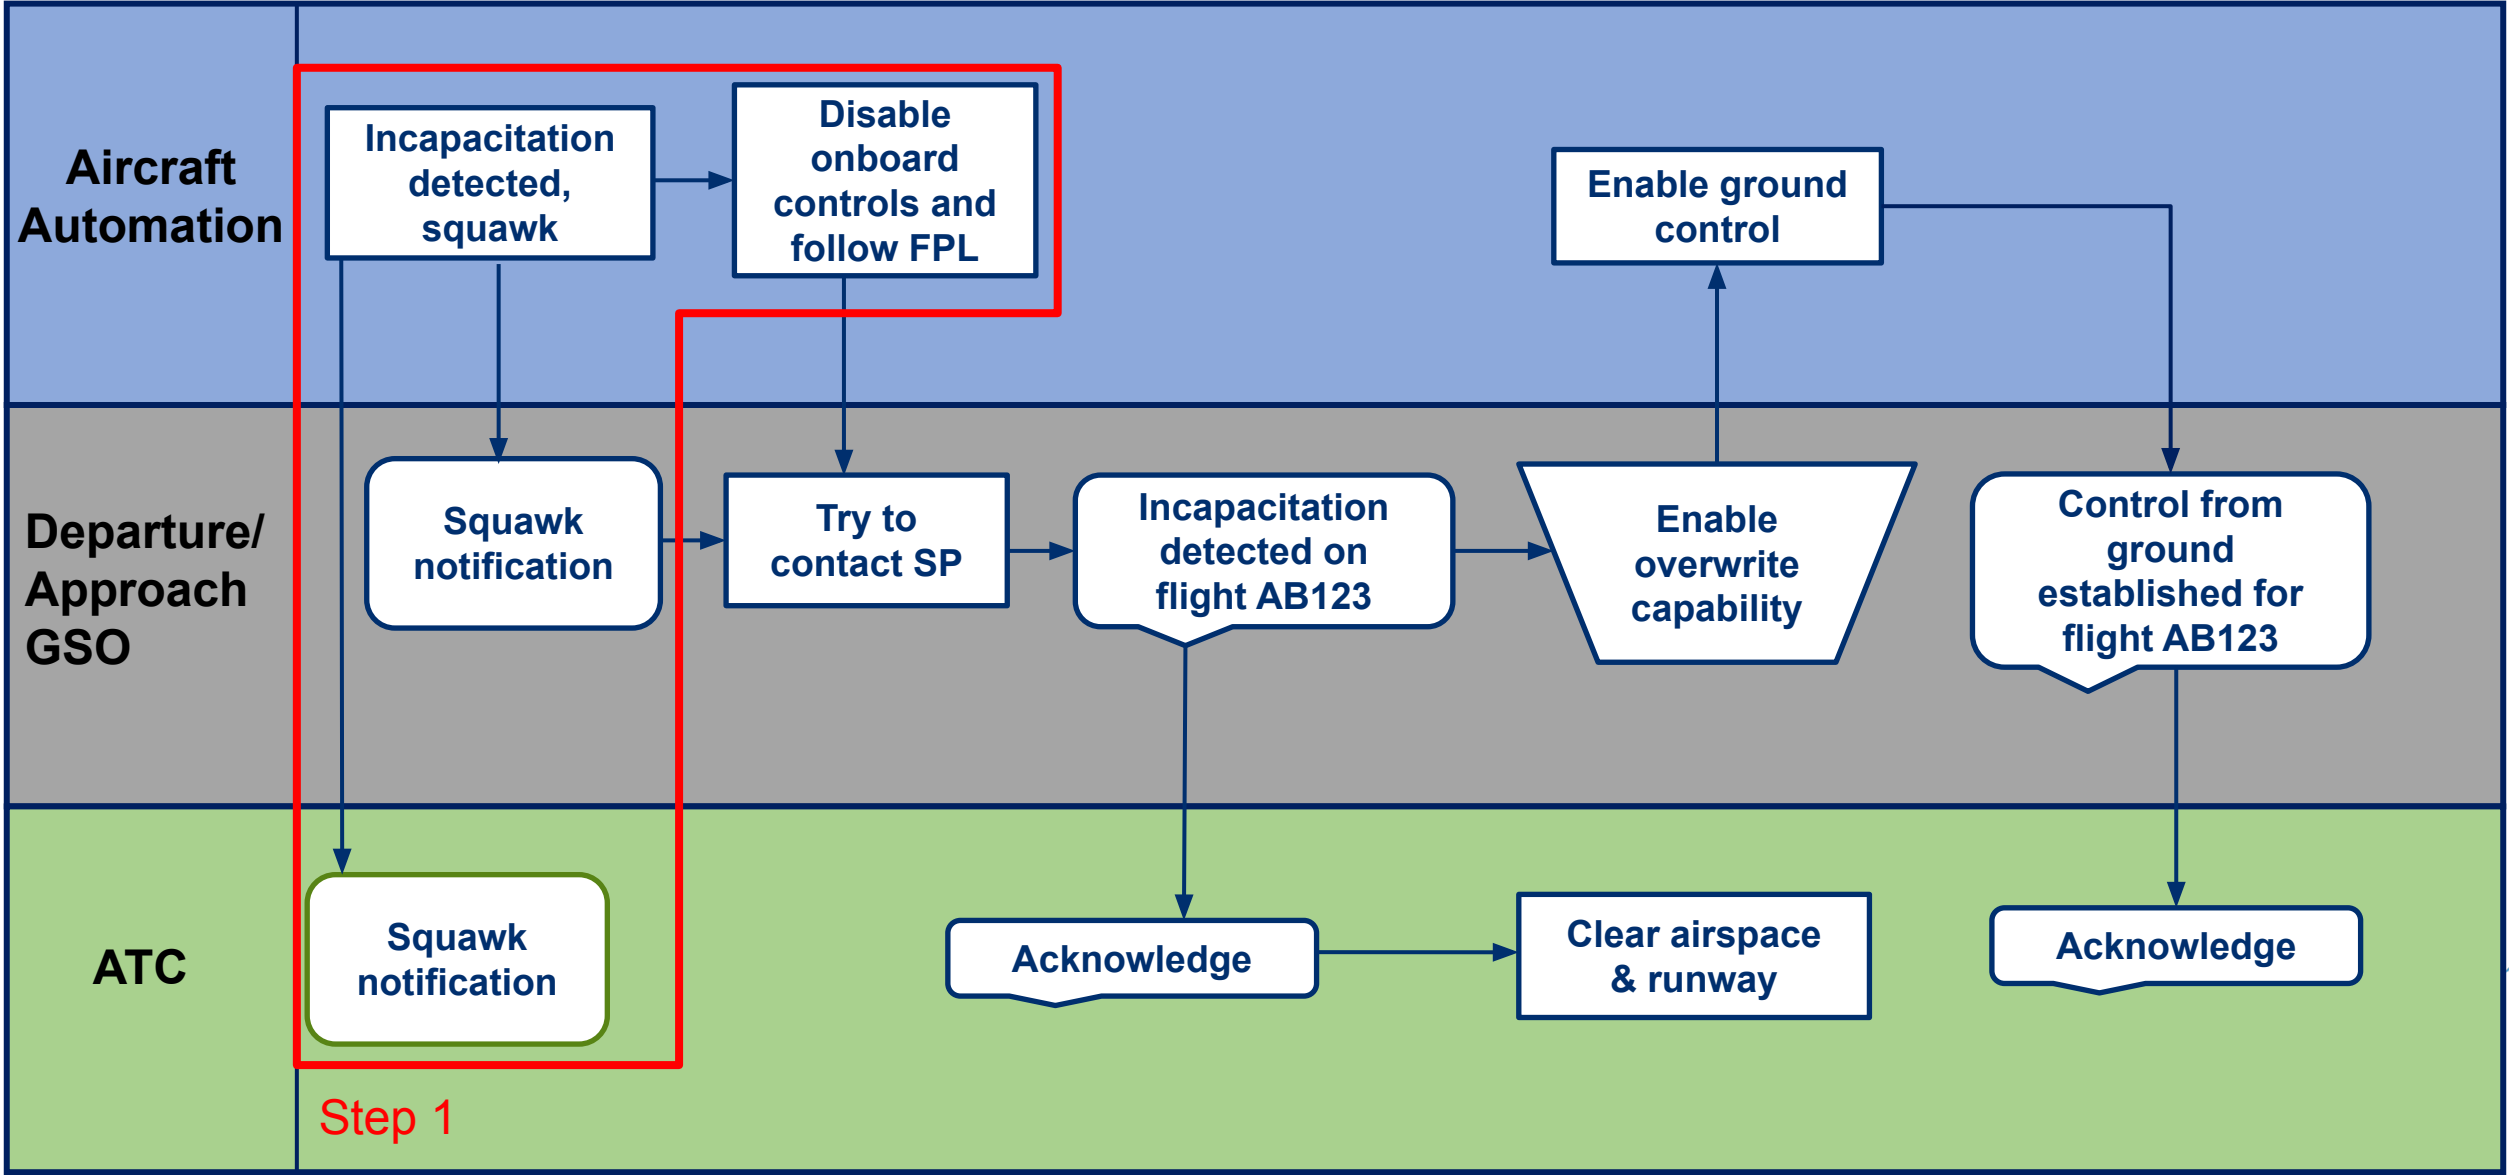 Aircraft
Automation
Incapacitation
detected,
squawk
Disable
onboard
controls and
follow FPL
Enable ground
control
Departure/
Approach
GSO
Squawk
notification
Try to
contact SP
Incapacitation
detected on
flight AB123
Enable
overwrite
capability
Control from
ground
established for
flight AB123
ATC
Squawk
notification
Acknowledge
Clear airspace
& runway
Acknowledge
Step 1